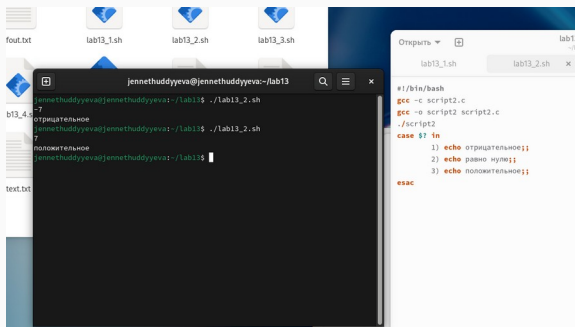 fout.txt
lab13_1.sh
lab13_2.sh
lab13_3.sh
text.txt
jennethuddyyeva@jennethuddyyeva:~/lab13
jennethuddyyeva@jennethuddyyeva:~/lab13$ ./lab13_2.sh
-7
отрицательное
jennethuddyyeva@jennethuddyyeva:~/lab13$ ./lab13_2.sh
7
положительное
jennethuddyyeva@jennethuddyyeva:~/lab13$
Открыть
lab13_1.sh
lab13_2.sh
#!/bin/bash
gcc -c script2.c
gcc -o script2 script2.c
./script2
case $? in
1) echo отрицательное;;
2) echo равно нулю;;
3) echo положительное;;
esac